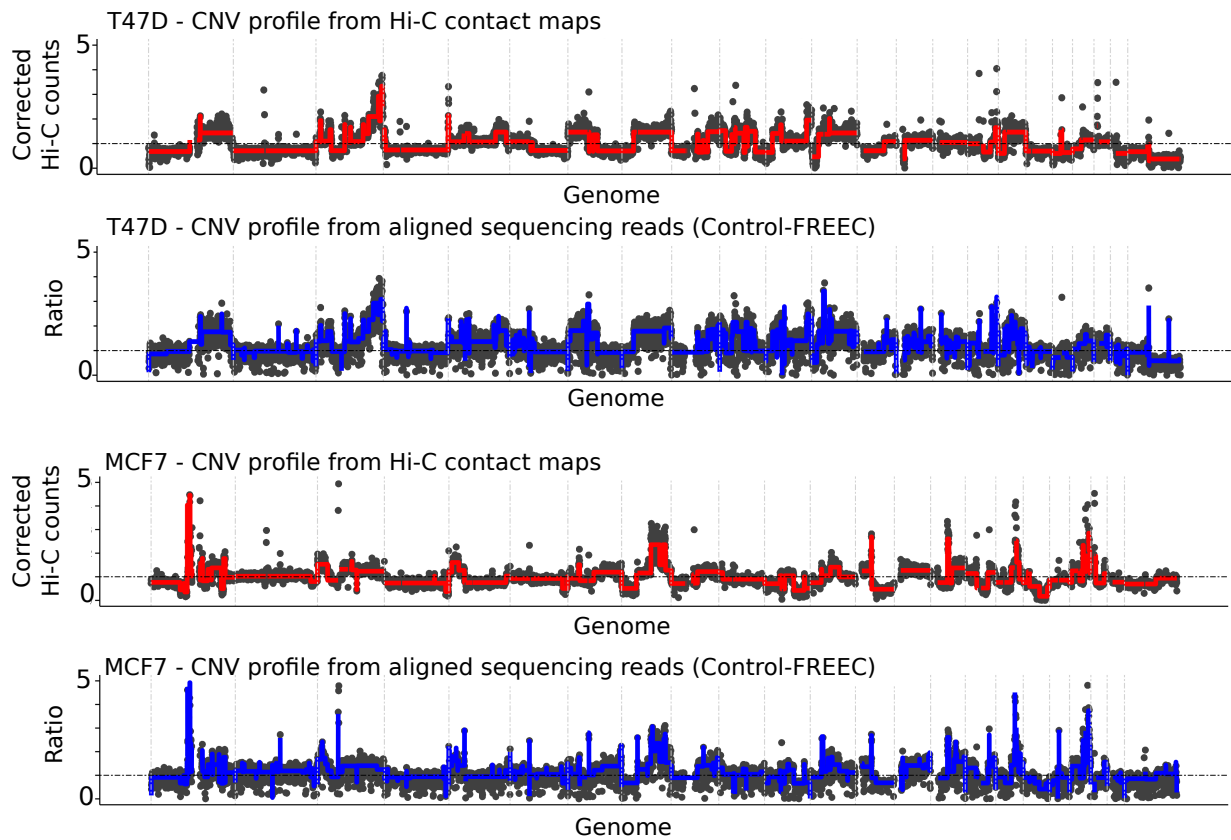 T47D - CNV profile from Hi-C contact maps
Corrected
Hi-C counts
5
0
Genome
T47D - CNV profile from aligned sequencing reads (Control-FREEC)
Ratio
5
0
Genome
MCF7 - CNV profile from Hi-C contact maps
Corrected
Hi-C counts
5
0
Genome
MCF7 - CNV profile from aligned sequencing reads (Control-FREEC)
Ratio
5
0
Genome